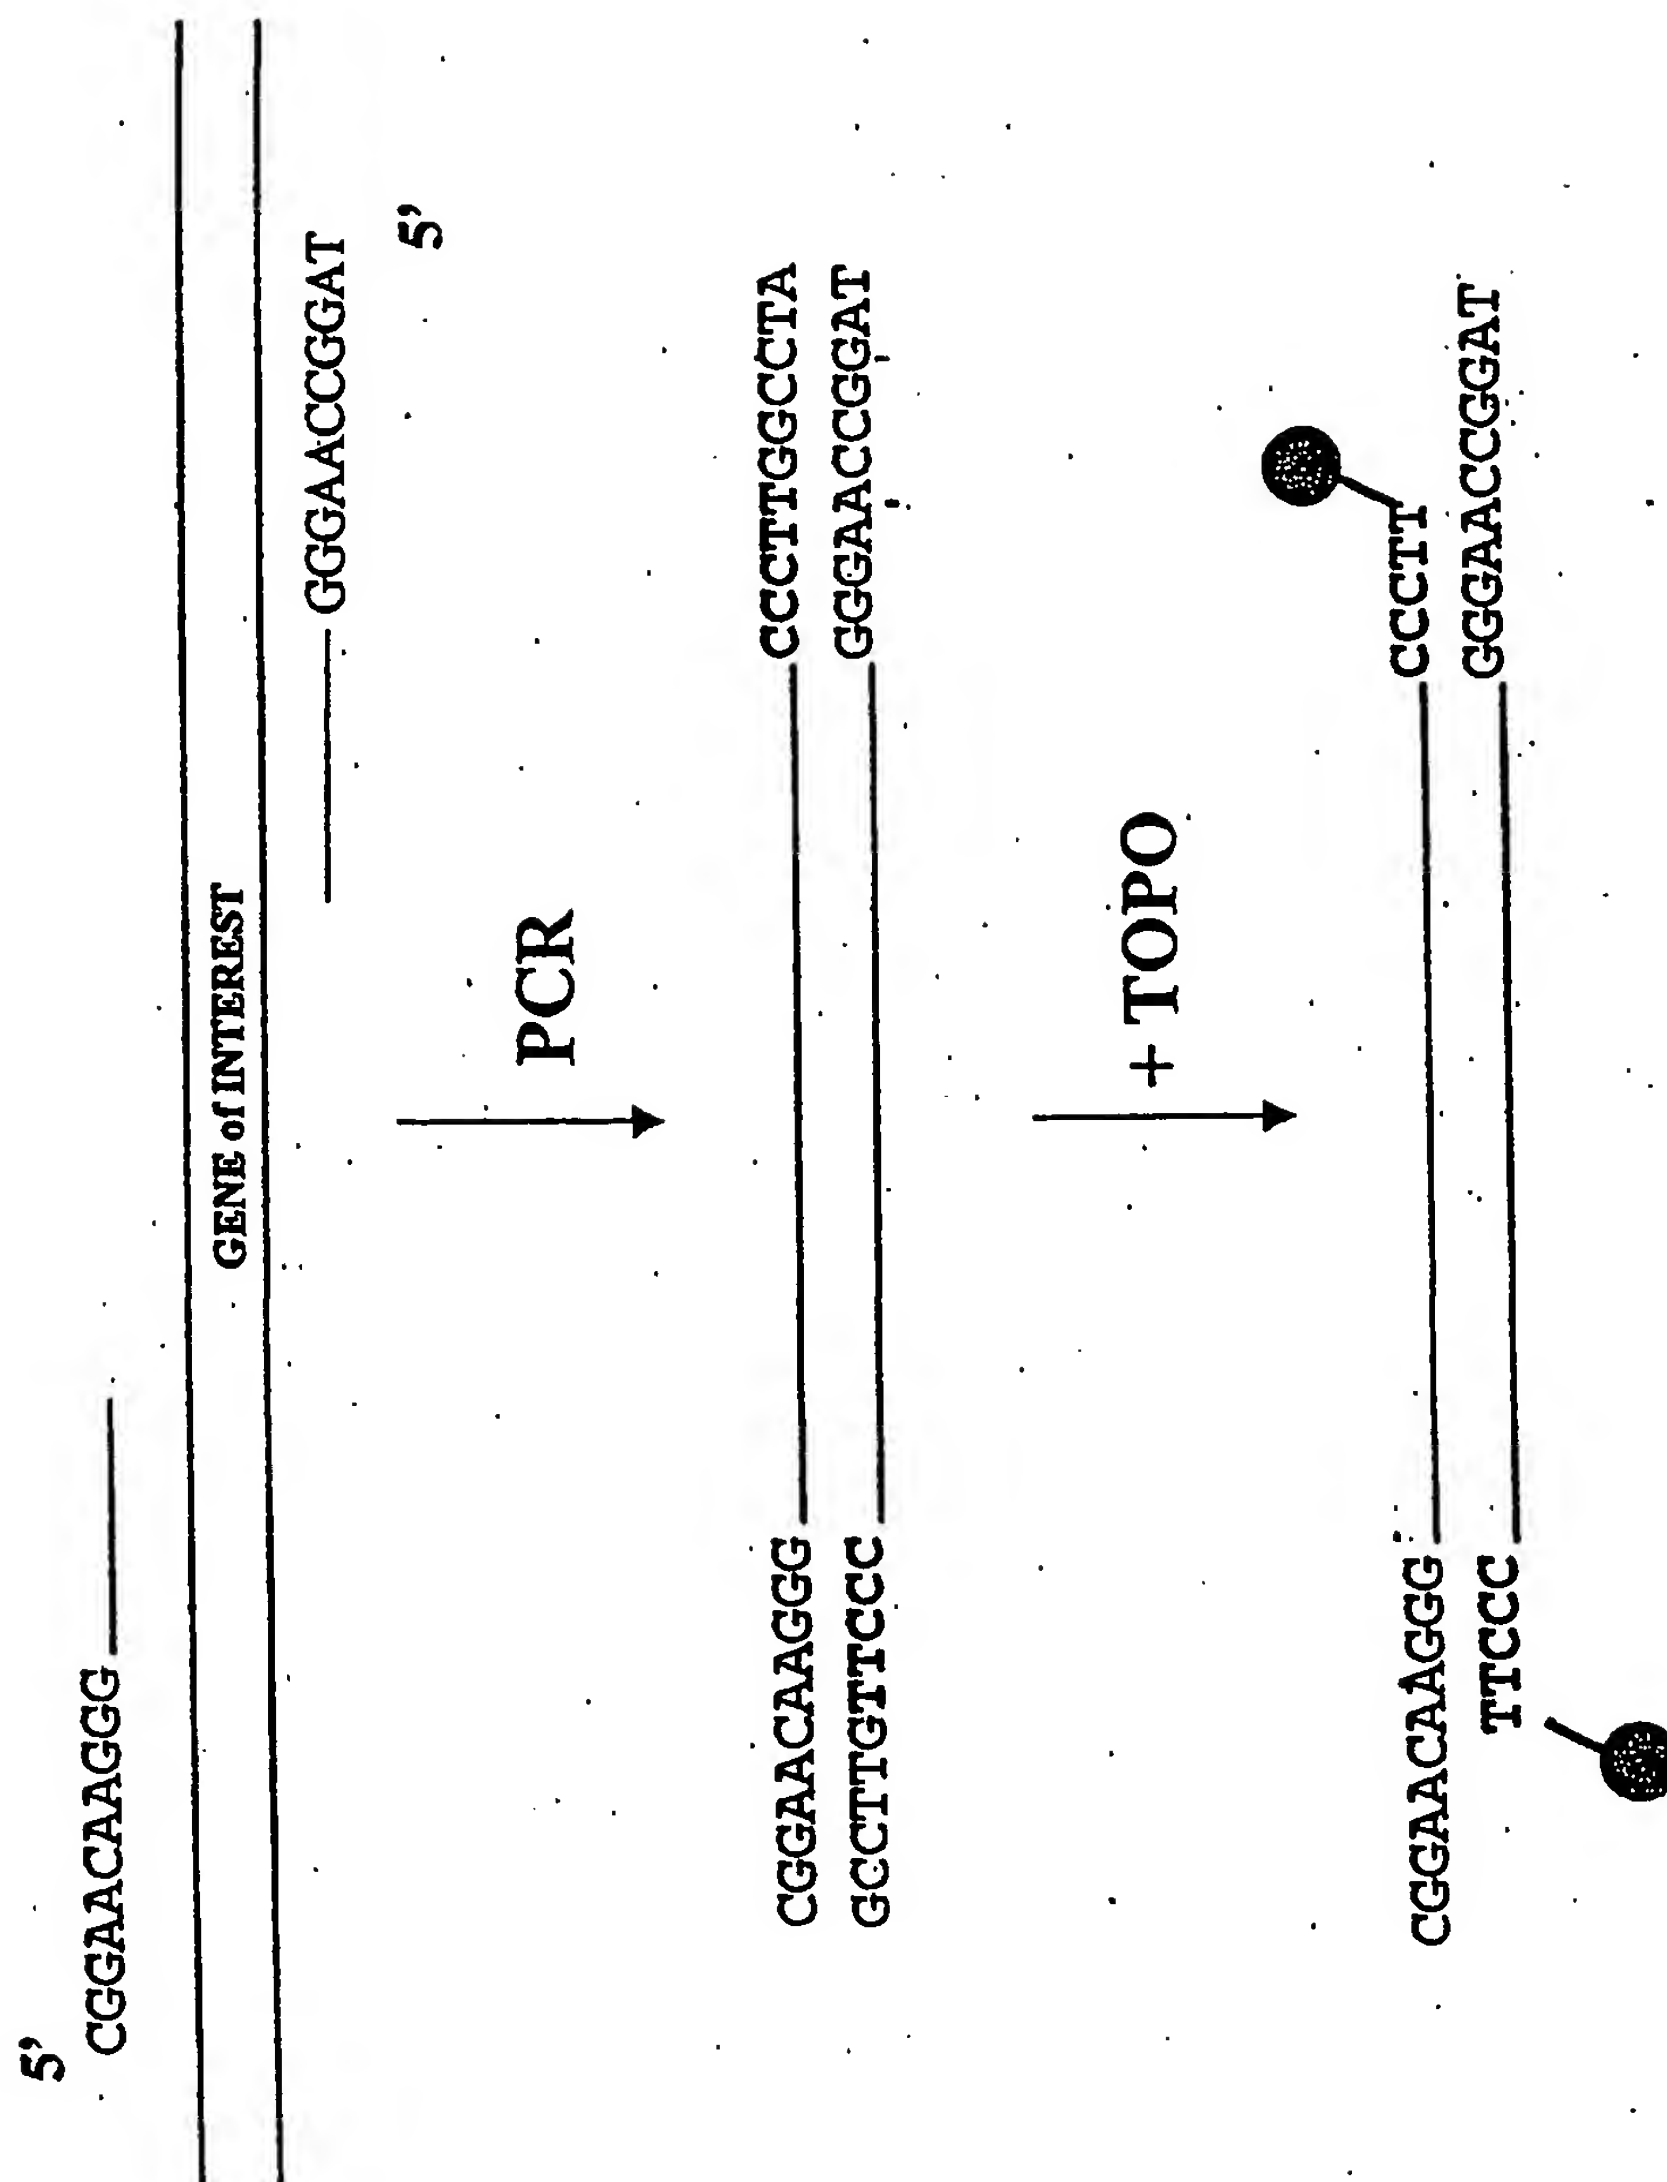 5'
CGGAACAAGGG
GENE of INTEREST
GGGAACCGGAT
5'
PCR
CGGAACAAGGG CCCTTGGCCTA
GCCTTGTTCCC GGGAACCGGAT
+ TOPO
CGGAACAAGGG CCCTT
TTCCC GGGAACCGGAT